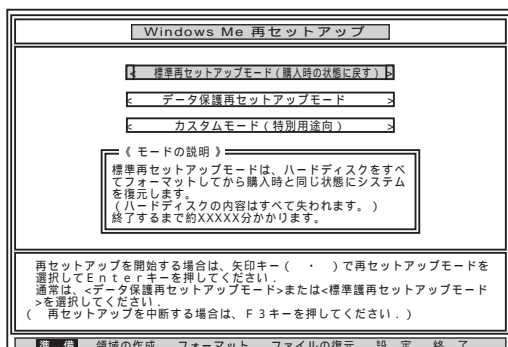 Windows Me 再セットアップ
< 標準再セットアップモード(購入時の状態に戻す) >
< データ保護再セットアップモード >
< カスタムモード(特別用途向) >
《 モードの説明 》
標準再セットアップモードは、ハードディスクをすべ
てフォーマットしてから購入時と同じ状態にシステム
を復元します。
(ハードディスクの内容はすべて失われます。)
終了するまで約XXXXX分かかります。
再セットアップを開始する場合は、矢印キー( ・ )で再セットアップモードを
選択してEnterキーを押してください.
通常は、<データ保護再セットアップモード>または<標準護再セットアップモード
>を選択してください.
( 再セットアップを中断する場合は、F3キーを押してください.)
準 備 領域の作成 フォーマット ファイルの復元 設 定 終 了